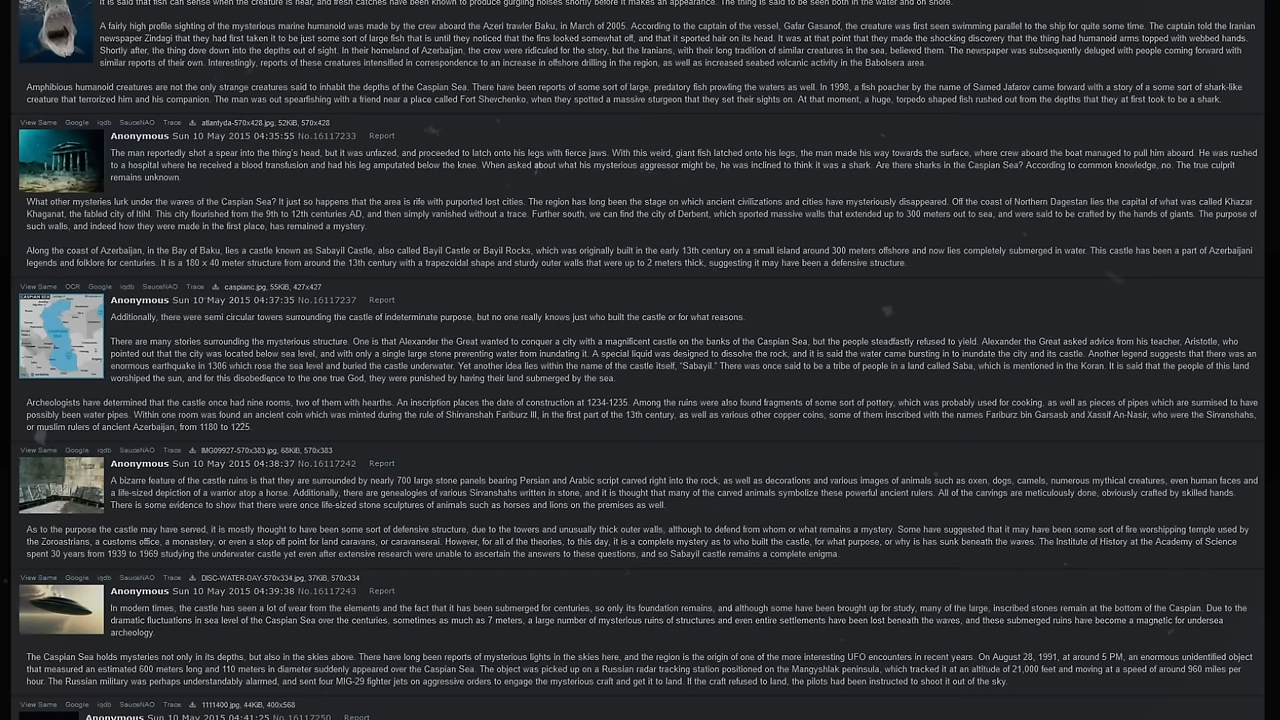 It is said that fish can sense when the creature is near, and fresh catches have been known to produce gurgling noises shortly before it makes an appearance. The thing is said to be seen both in the water and on shore.
A fairly high profile sighting of the mysterious marine humanoid was made by the crew aboard the Azeri trawler Baku, in March of 2005. According to the captain of the vessel, Gafar Gasanof, the creature was first seen swimming parallel to the ship for quite some time. The captain told the Iranian
newspaper Zindagi that they had first taken it to be just some sort of large fish that is until they noticed that the fins looked somewhat off, and that it sported hair on its head. It was at that point that they made the shocking discovery that the thing had humanoid arms topped with webbed hands.
Shortly after, the thing dove down into the depths out of sight. In their homeland of Azerbaijan, the crew were ridiculed for the story, but the Iranians, with their long tradition of similar creatures in the sea, believed them. The newspaper was subsequently deluged with people coming forward with
similar reports of their own. Interestingly, reports of these creatures intensified in correspondence to an increase in offshore drilling in the region, as well as increased seabed volcanic activity in the Babolsera area.
Amphibious humanoid creatures are not the only strange creatures said to inhabit the depths of the Caspian Sea. There have been reports of some sort of large, predatory fish prowling the waters as well. In 1998, a fish poacher by the name of Samed Jafarov came forward with a story of a some sort of shark-like
creature that terrorized him and his companion. The man was out spearfishing with a friend near a place called Fort Shevchenko, when they spotted a massive sturgeon that they set their sights on. At that moment, a huge, torpedo shaped fish rushed out from the depths that they at first took to be a shark.
View Same Google iqdb SauceNAO Trace atlantyda-570x428.jpg, 52KiB, 570x428
Anonymous Sun 10 May 2015 04:35:55 No.16117233 Report
The man reportedly shot a spear into the thing's head, but it was unfazed, and proceeded to latch onto his legs with fierce jaws. With this weird, giant fish latched onto his legs, the man made his way towards the surface, where crew aboard the boat managed to pull him aboard. He was rushed
to a hospital where he received a blood transfusion and had his leg amputated below the knee. When asked about what his mysterious aggressor might be, he was inclined to think it was a shark. Are there sharks in the Caspian Sea? According to common knowledge, no. The true culprit
remains unknown.
What other mysteries lurk under the waves of the Caspian Sea? It just so happens that the area is rife with purported lost cities. The region has long been the stage on which ancient civilizations and cities have mysteriously disappeared. Off the coast of Northern Dagestan lies the capital of what was called Khazar
Khaganat, the fabled city of Itihl. This city flourished from the 9th to 12th centuries AD, and then simply vanished without a trace. Further south, we can find the city of Derbent, which sported massive walls that extended up to 300 meters out to sea, and were said to be crafted by the hands of giants. The purpose of
such walls, and indeed how they were made in the first place, has remained a mystery.
Along the coast of Azerbaijan, in the Bay of Baku, lies a castle known as Sabayil Castle, also called Bayil Castle or Bayil Rocks, which was originally built in the early 13th century on a small island around 300 meters offshore and now lies completely submerged in water. This castle has been a part of Azerbaijani
legends and folklore for centuries. It is a 180 x 40 meter structure from around the 13th century with a trapezoidal shape and sturdy outer walls that were up to 2 meters thick, suggesting it may have been a defensive structure.
View Same OCR Google iqdb SauceNAO Trace caspianc.jpg, 55KiB, 427x427
CASPIAN SEA
Anonymous Sun 10 May 2015 04:37:35 No.16117237 Report
Additionally, there were semi circular towers surrounding the castle of indeterminate purpose, but no one really knows just who built the castle or for what reasons.
There are many stories surrounding the mysterious structure. One is that Alexander the Great wanted to conquer a city with a magnificent castle on the banks of the Caspian Sea, but the people steadfastly refused to yield. Alexander the Great asked advice from his teacher, Aristotle, who
pointed out that the city was located below sea level, and with only a single large stone preventing water from inundating it. A special liquid was designed to dissolve the rock, and it is said the water came bursting in to inundate the city and its castle. Another legend suggests that there was an
enormous earthquake in 1306 which rose the sea level and buried the castle underwater. Yet another idea lies within the name of the castle itself, "Sabayil." There was once said to be a tribe of people in a land called Saba, which is mentioned in the Koran. It is said that the people of this land
worshiped the sun, and for this disobedience to the one true God, they were punished by having their land submerged by the sea.
Archeologists have determined that the castle once had nine rooms, two of them with hearths. An inscription places the date of construction at 1234-1235. Among the ruins were also found fragments of some sort of pottery, which was probably used for cooking, as well as pieces of pipes which are surmised to have
possibly been water pipes. Within one room was found an ancient coin which was minted during the rule of Shirvanshah Fariburz III, in the first part of the 13th century, as well as various other copper coins, some of them inscribed with the names Fariburz bin Garsasb and Xassif An-Nasir, who were the Sirvanshahs,
or muslim rulers of ancient Azerbaijan, from 1180 to 1225.
View Same Google iqdb SauceNAO Trace IMG09927-570x383.jpg, 68KiB, 570x383
Anonymous Sun 10 May 2015 04:38:37 No.16117242 Report
A bizarre feature of the castle ruins is that they are surrounded by nearly 700 large stone panels bearing Persian and Arabic script carved right into the rock, as well as decorations and various images of animals such as oxen, dogs, camels, numerous mythical creatures, even human faces and
a life-sized depiction of a warrior atop a horse. Additionally, there are genealogies of various Sirvanshahs written in stone, and it is thought that many of the carved animals symbolize these powerful ancient rulers. All of the carvings are meticulously done, obviously crafted by skilled hands.
There is some evidence to show that there were once life-sized stone sculptures of animals such as horses and lions on the premises as well.
As to the purpose the castle may have served, it is mostly thought to have been some sort of defensive structure, due to the towers and unusually thick outer walls, although to defend from whom or what remains a mystery. Some have suggested that it may have been some sort of fire worshipping temple used by
the Zoroastrians, a customs office, a monastery, or even a stop off point for land caravans, or caravanserai. However, for all of the theories, to this day, it is a complete mystery as to who built the castle, for what purpose, or why is has sunk beneath the waves. The Institute of History at the Academy of Science
spent 30 years from 1939 to 1969 studying the underwater castle yet even after extensive research were unable to ascertain the answers to these questions, and so Sabayil castle remains a complete enigma.
View Same Google iqdb SauceNAO Trace DISC-WATER-DAY-570x334.jpg, 37KiB, 570x334
Anonymous Sun 10 May 2015 04:39:38 No.16117243 Report
In modern times, the castle has seen a lot of wear from the elements and the fact that it has been submerged for centuries, so only its foundation remains, and although some have been brought up for study, many of the large, inscribed stones remain at the bottom of the Caspian. Due to the
dramatic fluctuations in sea level of the Caspian Sea over the centuries, sometimes as much as 7 meters, a large number of mysterious ruins of structures and even entire settlements have been lost beneath the waves, and these submerged ruins have become a magnetic for undersea
archeology.
The Caspian Sea holds mysteries not only in its depths, but also in the skies above. There have long been reports of mysterious lights in the skies here, and the region is the origin of one of the more interesting UFO encounters in recent years. On August 28, 1991, at around 5 PM, an enormous unidentified object
that measured an estimated 600 meters long and 110 meters in diameter suddenly appeared over the Caspian Sea. The object was picked up on a Russian radar tracking station positioned on the Mangyshlak peninsula, which tracked it at an altitude of 21,000 feet and moving at a speed of around 960 miles per
hour. The Russian military was perhaps understandably alarmed, and sent four MIG-29 fighter jets on aggressive orders to engage the mysterious craft and get it to land. If the craft refused to land, the pilots had been instructed to shoot it out of the sky.
View Same Google iqdb SauceNAO Trace 1111400.jpg, 44KiB, 400x568
Anonymous Sun 10 May 2015 04:41:25 No.16117250 Report